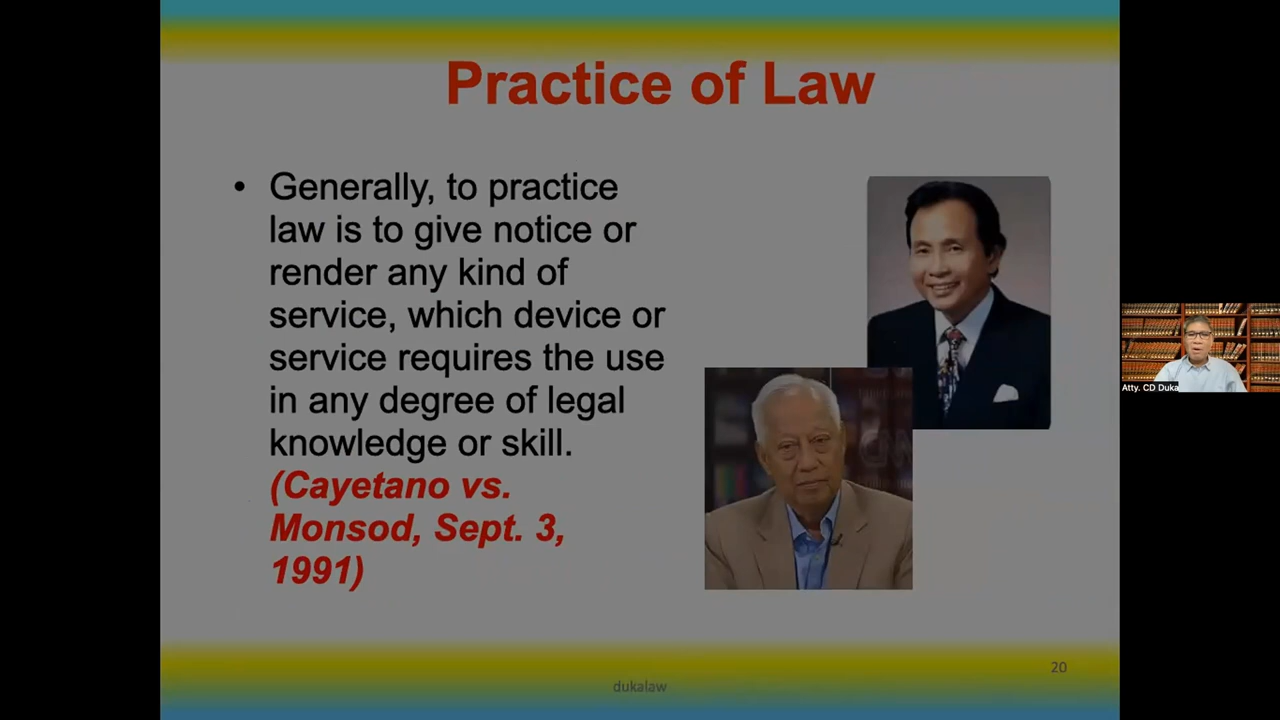 Practice of Law
• Generally, to practice
law is to give notice or
render any kind of
service, which device or
service requires the use
in any degree of legal
knowledge or skill.
(Cayetano vs.
Monsod, Sept. 3,
1991)
Atty. CD Duka
20
dukalaw